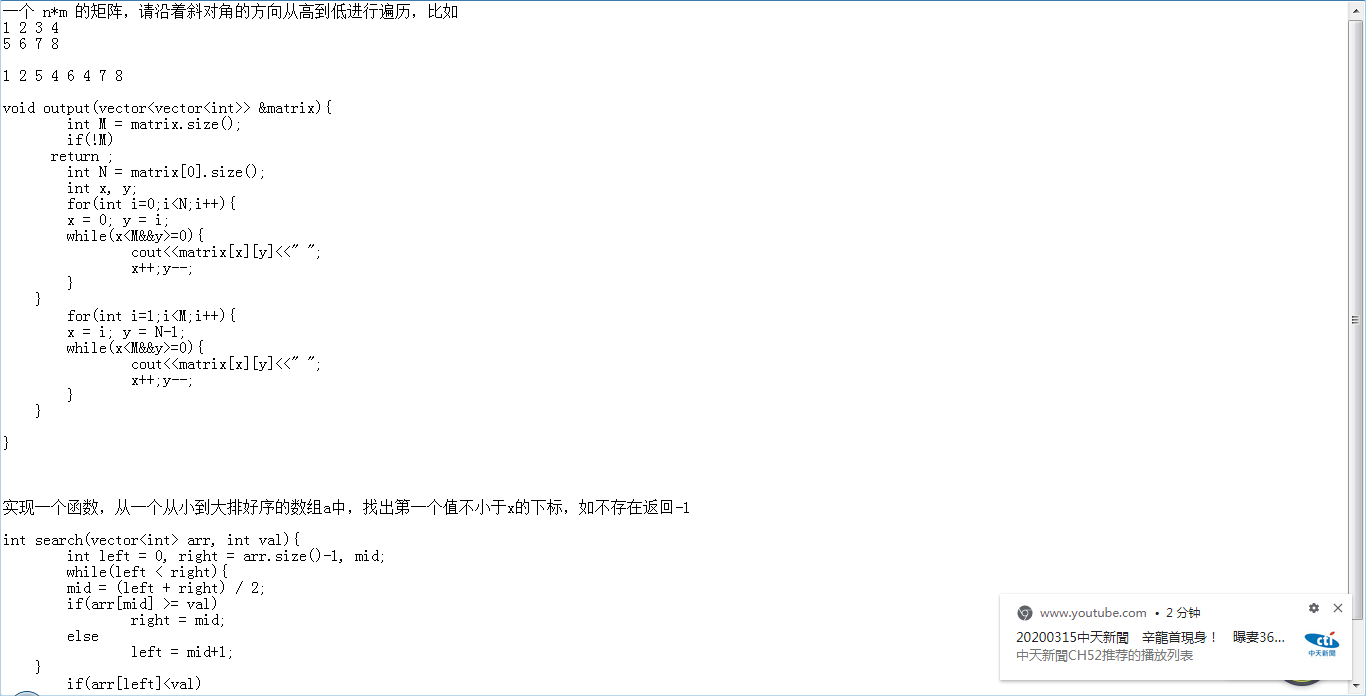 一个 n*m 的矩阵，请沿着斜对角的方向从高到低进行遍历，比如
1 2 3 4
5 6 7 8
1 2 5 4 6 4 7 8
void output(vector<vector<int>> &matrix){
int M = matrix.size();
if(!M)
return ;
int N = matrix[0].size();
int x, y;
for(int i=0;i<N;i++){
x = 0; y = i;
while(x<M&&y>=0){
cout<<matrix[x][y]<<" ";
x++;y--;
}
}
for(int i=1;i<M;i++){
x = i; y = N-1;
while(x<M&&y>=0){
cout<<matrix[x][y]<<" ";
x++;y--;
}
}
}
实现一个函数，从一个从小到大排好序的数组a中，找出第一个值不小于x的下标，如不存在返回-1
int search(vector<int> arr, int val){
int left = 0, right = arr.size()-1, mid;
while(left < right){
mid = (left + right) / 2;
if(arr[mid] >= val)
right = mid;
else
left = mid+1;
}
if(arr[left]<val)
www.youtube.com • 2 分钟
20200315中天新聞 辛龍首現身！ 曝妻36...
中天新聞CH52推荐的播放列表
cti
中天新聞